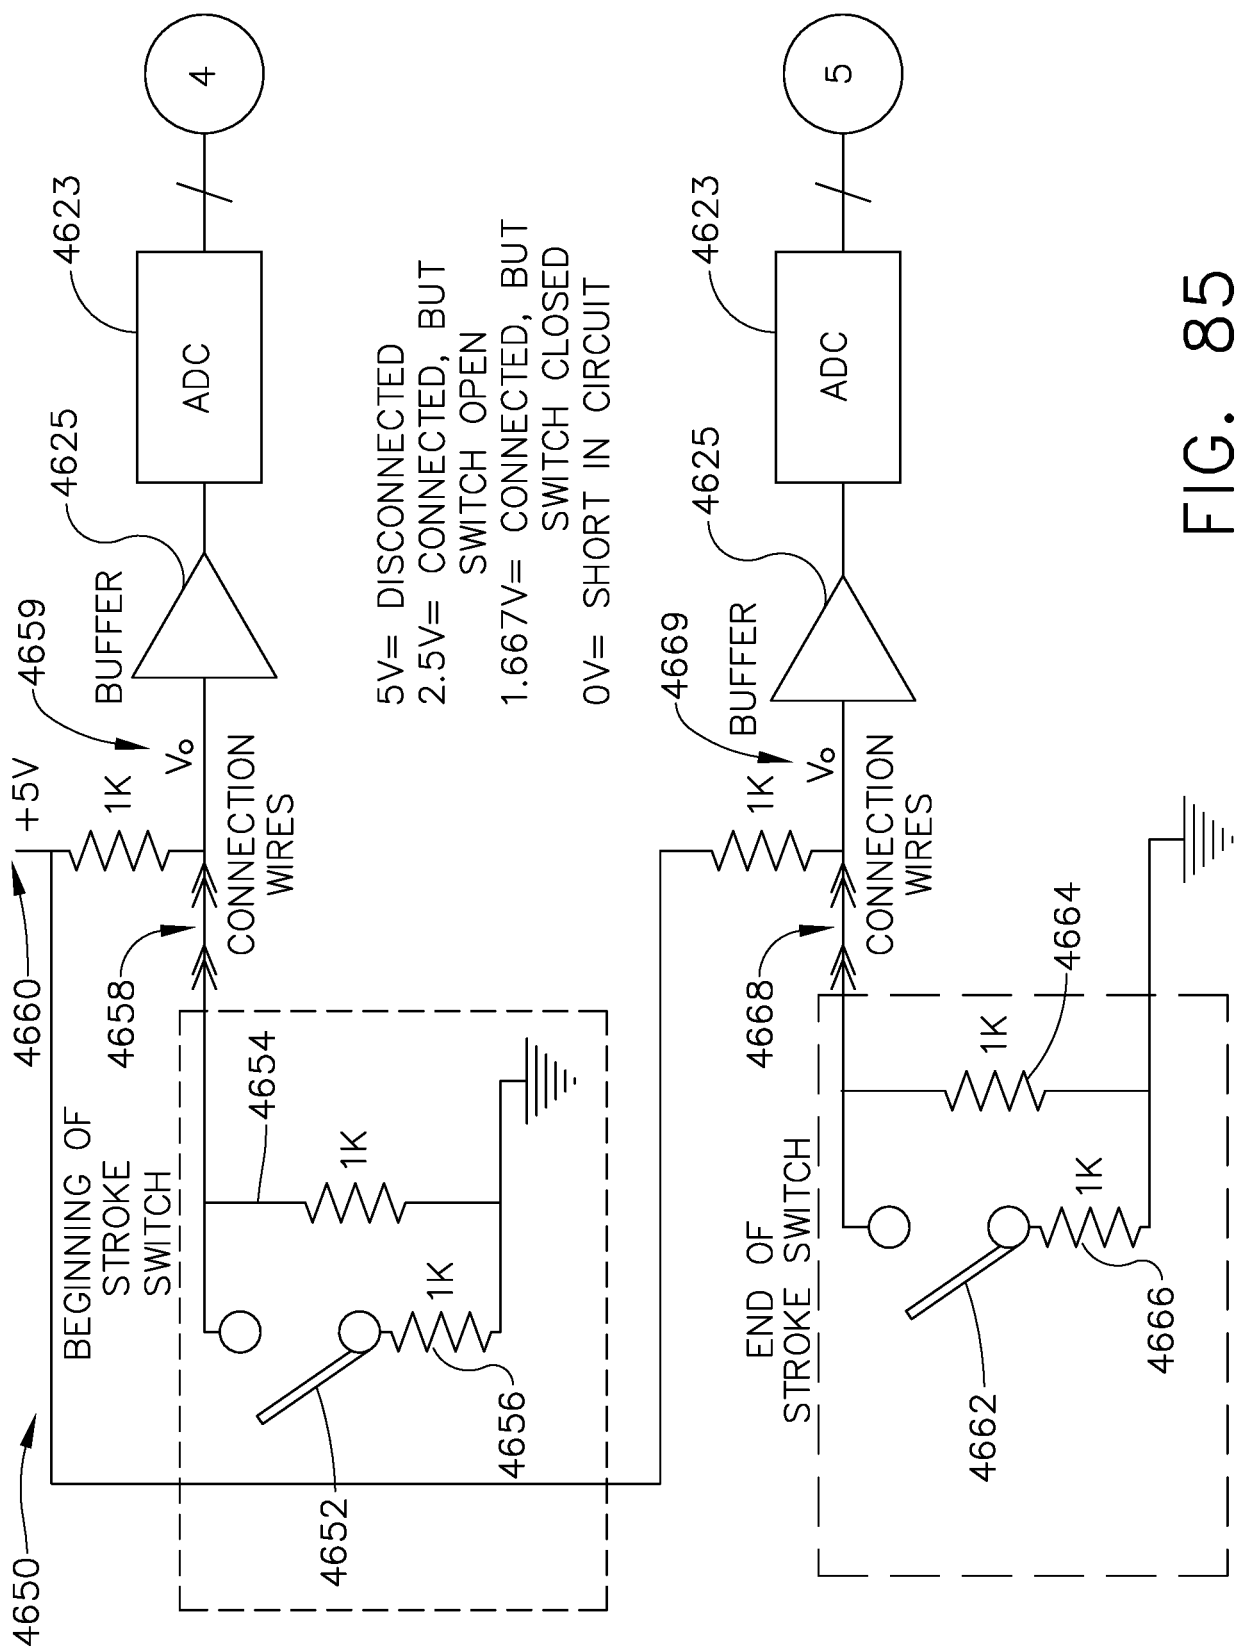 4650
4660
+5V
1K
4659
Vo
BUFFER
4625
4623
ADC
4
BEGINNING OF
STROKE
SWITCH
4658
CONNECTION
WIRES
4654
1K
1K
4656
4652
5V= DISCONNECTED
2.5V= CONNECTED, BUT
SWITCH OPEN
1.667V= CONNECTED, BUT
SWITCH CLOSED
0V= SHORT IN CIRCUIT
1K
4669
Vo
BUFFER
4625
4623
ADC
5
END OF
STROKE SWITCH
4668
CONNECTION
WIRES
4664
1K
1K
4666
4662
FIG. 85